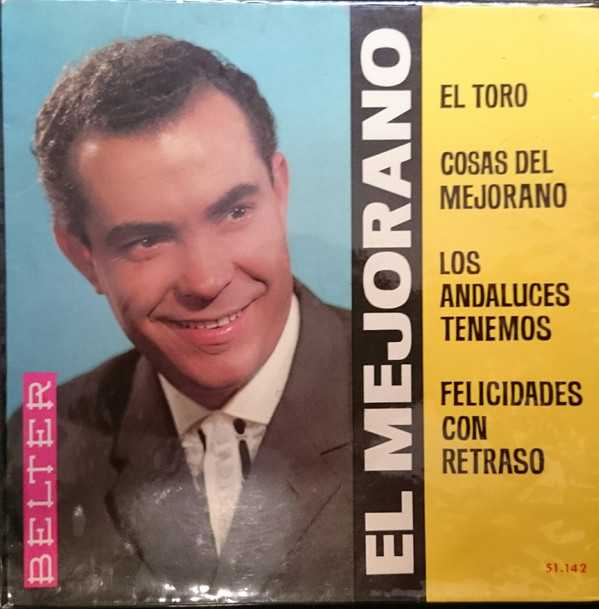 BELTER
EL MEJORANO
EL TORO
COSAS DEL
MEJORANO
LOS
ANDALUCES
TENEMOS
FELICIDADES
CON
RETRASO
51.142